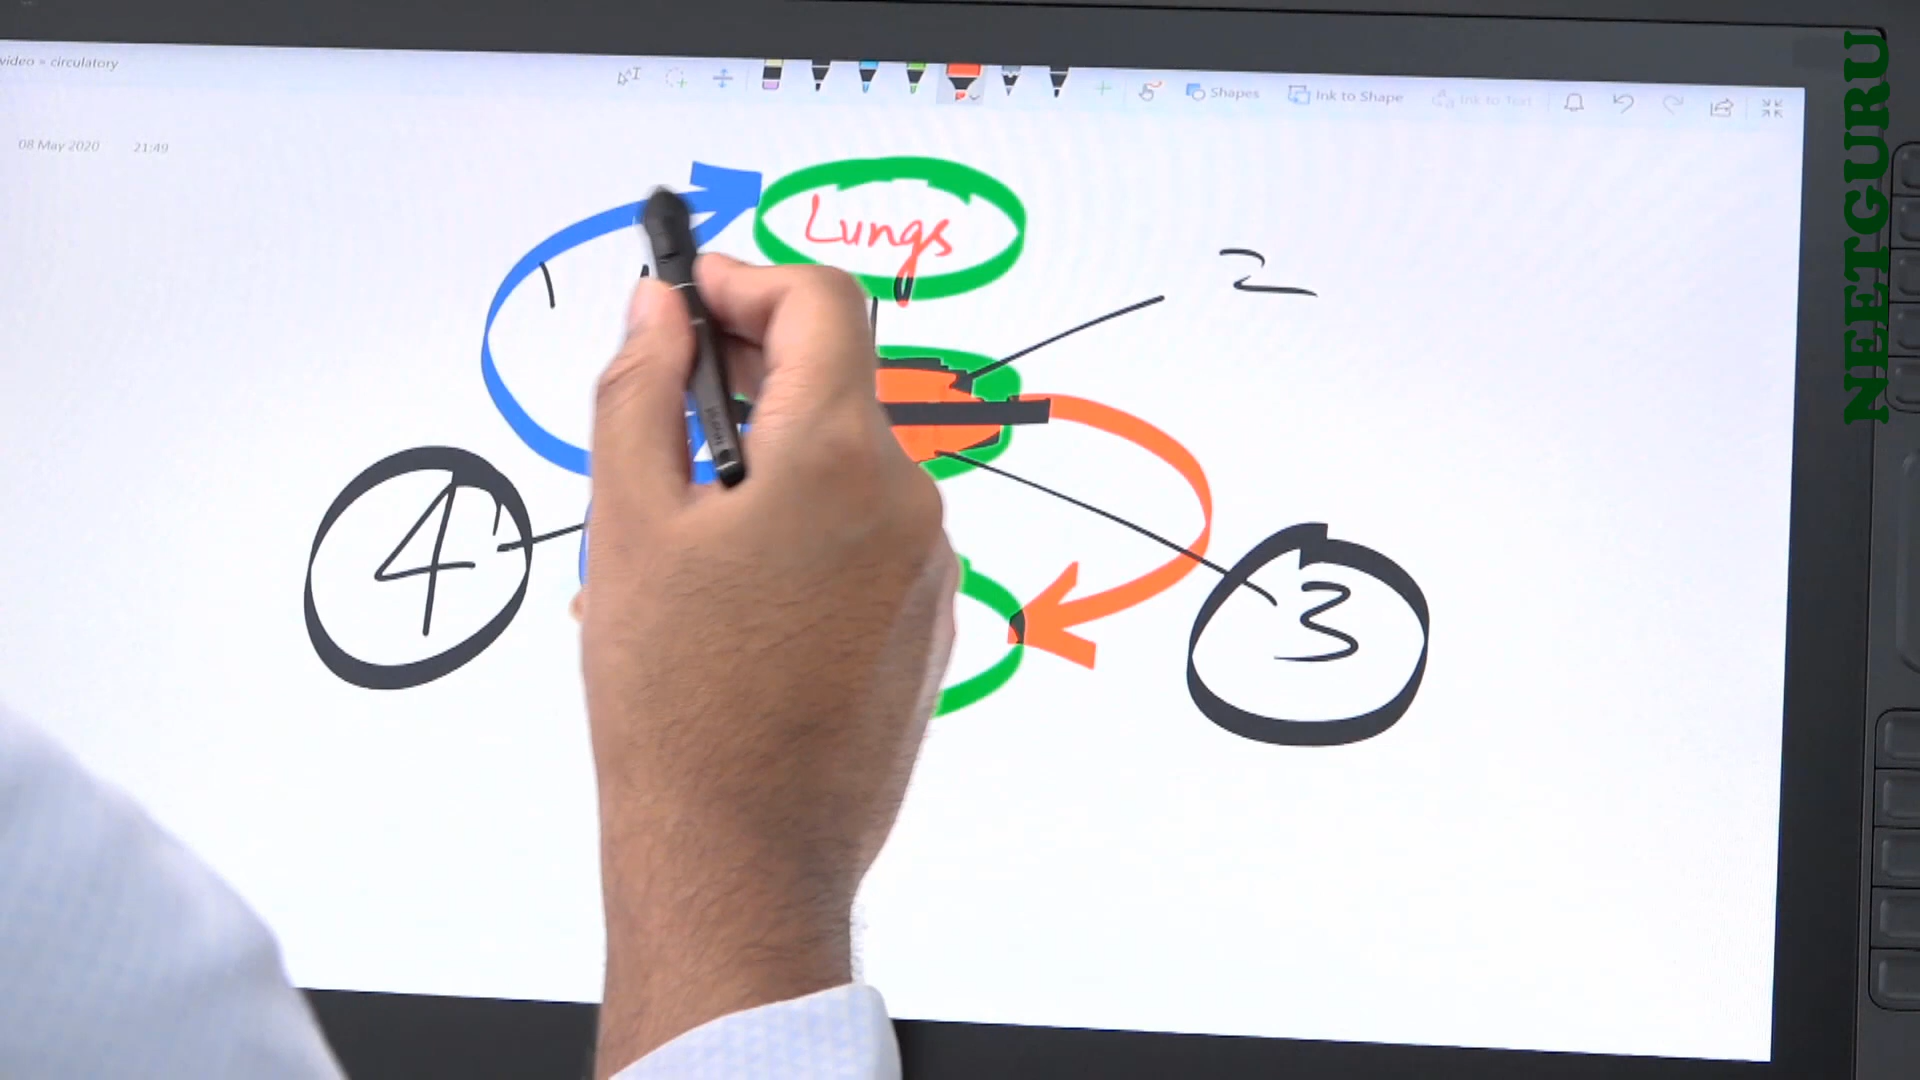 video » circulatory
Shapes
Ink to Shape
Ink to Text
08 May 2020 21:49
Lungs
2
4
3
NEETGURU